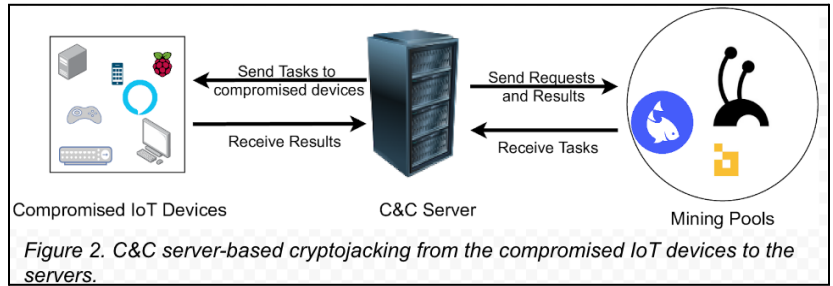 Send Tasks to
compromised devices
Receive Results
Send Requests
and Results
Receive Tasks
Compromised IoT Devices
C&C Server
Mining Pools
Figure 2. C&C server-based cryptojacking from the compromised IoT devices to the
servers.